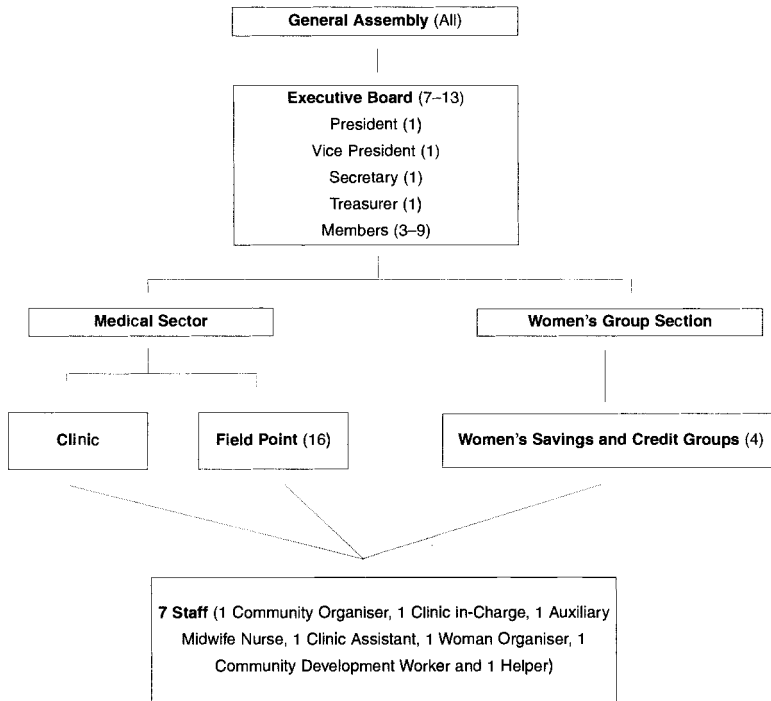 General Assembly (All)
Executive Board (7–13)
President (1)
Vice President (1)
Secretary (1)
Treasurer (1)
Members (3–9)
Medical Sector
Women's Group Section
Clinic
Field Point (16)
Women's Savings and Credit Groups (4)
7 Staff (1 Community Organiser, 1 Clinic in-Charge, 1 Auxiliary
Midwife Nurse, 1 Clinic Assistant, 1 Woman Organiser, 1
Community Development Worker and 1 Helper)